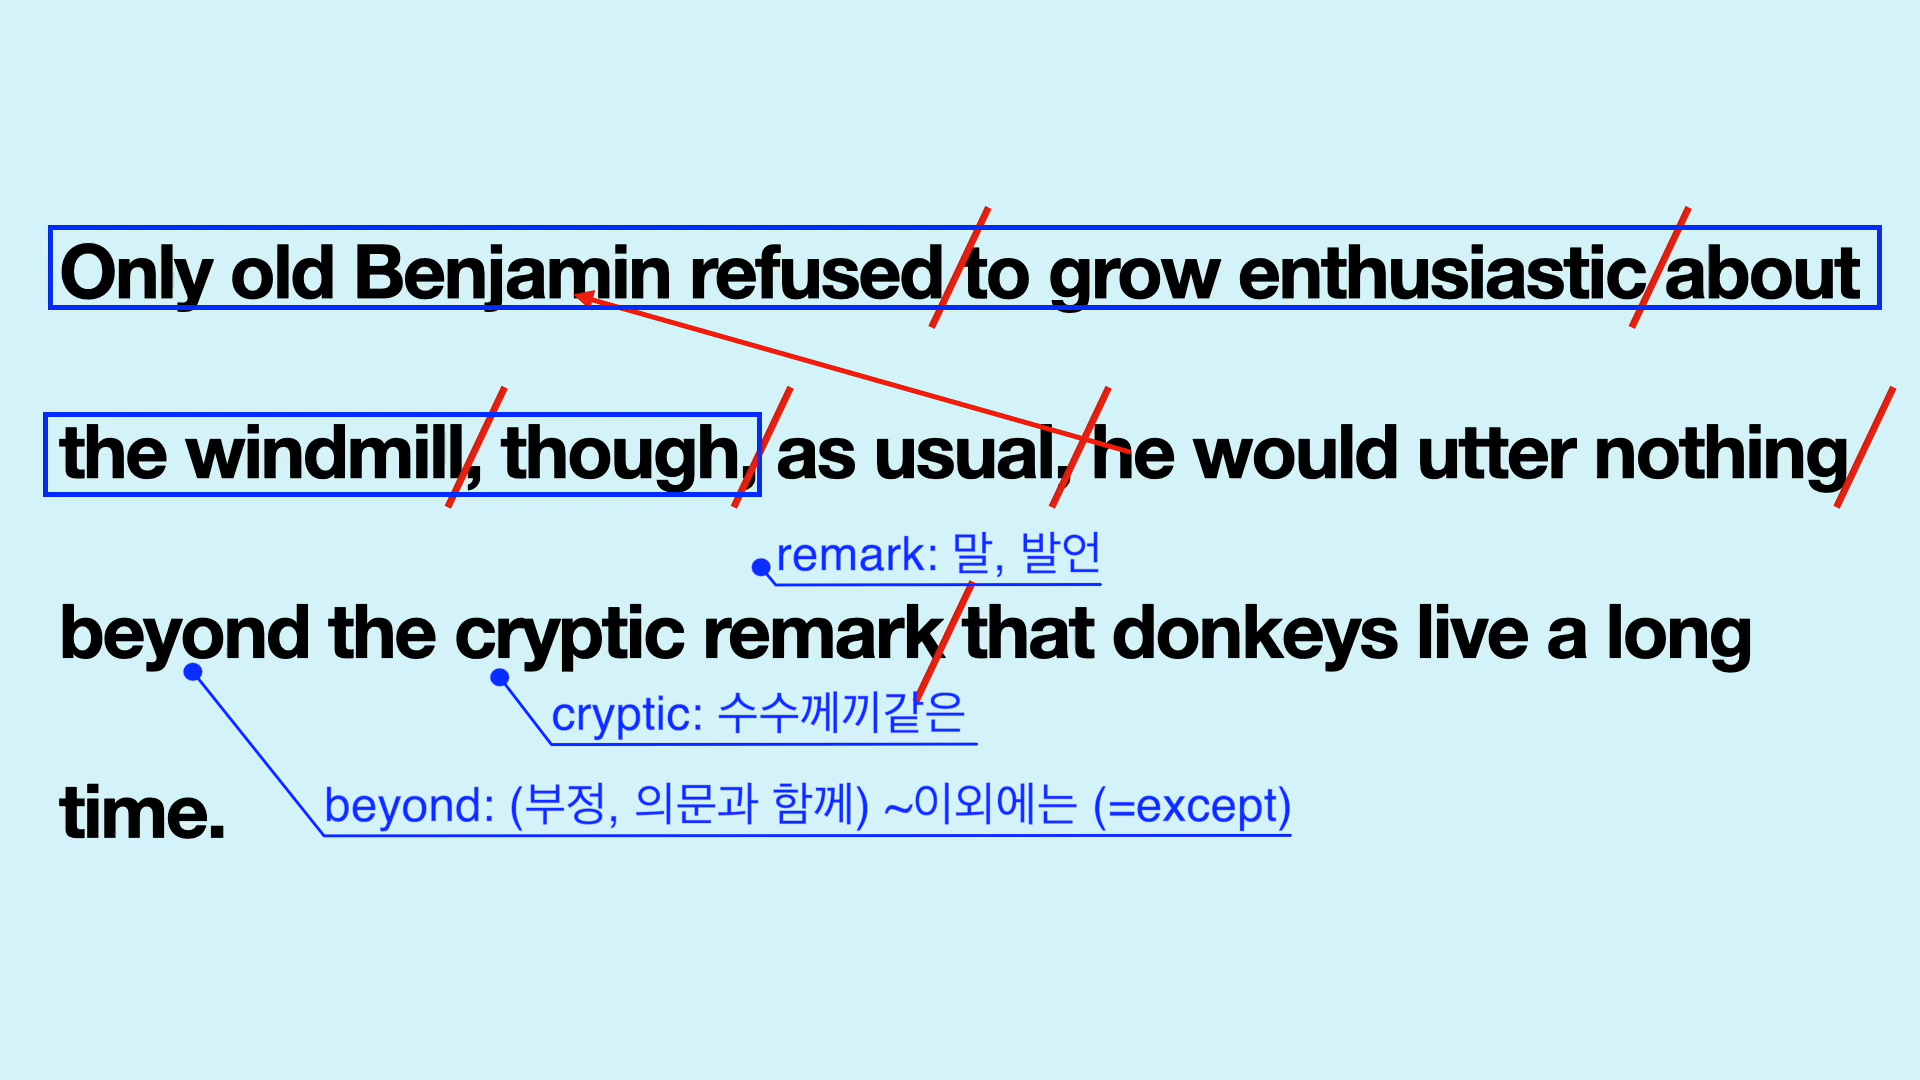 Only old Benjamin refused to grow enthusiastic about
the windmill, though, as usual, he would utter nothing
remark: 말, 발언
beyond the cryptic remark that donkeys live a long
cryptic: 수수께끼같은
beyond: (부정, 의문과 함께) ~이외에는 (=except)
time.